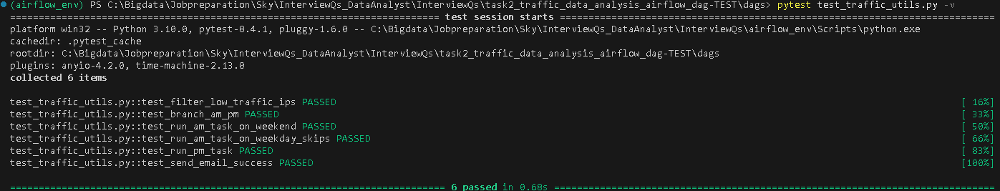 (airflow_env) PS C:\Bigdata\Jobpreparation\Sky\InterviewQs_DataAnalyst\InterviewQs\task2_traffic_data_analysis_airflow_dag-TEST\dags> pytest test_traffic_utils.py -v
============================================================================ test session starts ============================================================================
platform win32 -- Python 3.10.0, pytest-8.4.1, pluggy-1.6.0 -- C:\Bigdata\Jobpreparation\Sky\InterviewQs_DataAnalyst\InterviewQs\airflow_env\Scripts\python.exe
cachedir: .pytest_cache
rootdir: C:\Bigdata\Jobpreparation\Sky\InterviewQs_DataAnalyst\InterviewQs\task2_traffic_data_analysis_airflow_dag-TEST\dags
plugins: anyio-4.2.0, time-machine-2.13.0
collected 6 items
test_traffic_utils.py::test_filter_low_traffic_ips PASSED [ 16%]
test_traffic_utils.py::test_branch_am_pm PASSED [ 33%]
test_traffic_utils.py::test_run_am_task_on_weekend PASSED [ 50%]
test_traffic_utils.py::test_run_am_task_on_weekday_skips PASSED [ 66%]
test_traffic_utils.py::test_run_pm_task PASSED [ 83%]
test_traffic_utils.py::test_send_email_success PASSED [100%]
============================================================================= 6 passed in 0.68s =============================================================================